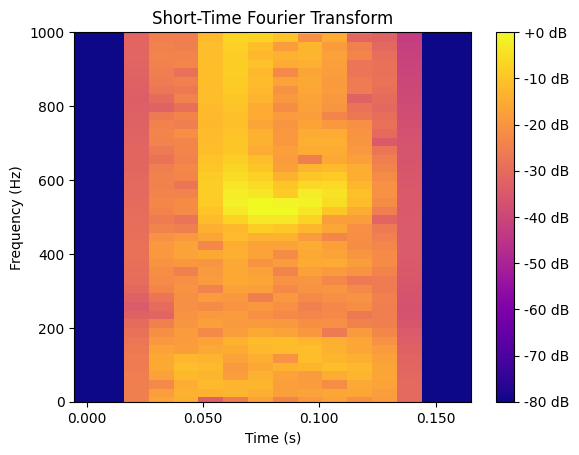 Short-Time Fourier Transform
1000
800
600
400
200
0
Frequency (Hz)
0.000
0.050
0.100
0.150
Time (s)
+0 dB
-10 dB
-20 dB
-30 dB
-40 dB
-50 dB
-60 dB
-70 dB
-80 dB